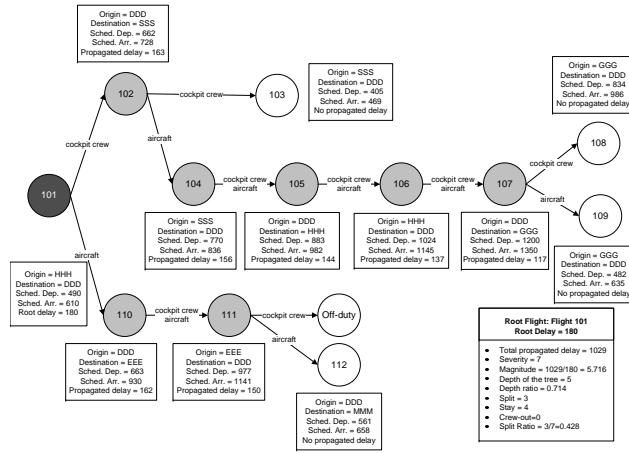 Origin = DDD
Destination = SSS
Sched. Dep. = 662
Sched. Arr. = 728
Propagated delay = 163
102
cockpit crew
103
Origin = SSS
Destination = DDD
Sched. Dep. = 405
Sched. Arr. = 469
No propagated delay
Origin = GGG
Destination = DDD
Sched. Dep. = 834
Sched. Arr. = 986
No propagated delay
108
cockpit crew
aircraft
cockpit crew
101
104
cockpit crew
aircraft
105
cockpit crew
aircraft
106
cockpit crew
aircraft
107
aircraft
109
Origin = SSS
Destination = DDD
Sched. Dep. = 770
Sched. Arr. = 836
Propagated delay = 156
Origin = DDD
Destination = HHH
Sched. Dep. = 883
Sched. Arr. = 982
Propagated delay = 144
Origin = HHH
Destination = DDD
Sched. Dep. = 1024
Sched. Arr. = 1145
Propagated delay = 137
Origin = DDD
Destination = GGG
Sched. Dep. = 1200
Sched. Arr. = 1350
Propagated delay = 117
Origin = GGG
Destination = DDD
Sched. Dep. = 482
Sched. Arr. = 635
No propagated delay
aircraft
Origin = HHH
Destination = DDD
Sched. Dep. = 490
Sched. Arr. = 610
Root delay = 180
110
cockpit crew
aircraft
111
cockpit crew
Off-duty
aircraft
112
Origin = DDD
Destination = EEE
Sched. Dep. = 663
Sched. Arr. = 930
Propagated delay = 162
Origin = EEE
Destination = DDD
Sched. Dep. = 977
Sched. Arr. = 1141
Propagated delay = 150
Origin = DDD
Destination = MMM
Sched. Dep. = 561
Sched. Arr. = 658
No propagated delay
Root Flight: Flight 101
Root Delay = 180
• Total propagated delay = 1029
• Severity = 7
• Magnitude = 1029/180 = 5.716
• Depth of the tree = 5
• Depth ratio = 0.714
• Split = 3
• Stay = 4
• Crew-out=0
• Split Ratio = 3/7=0.428